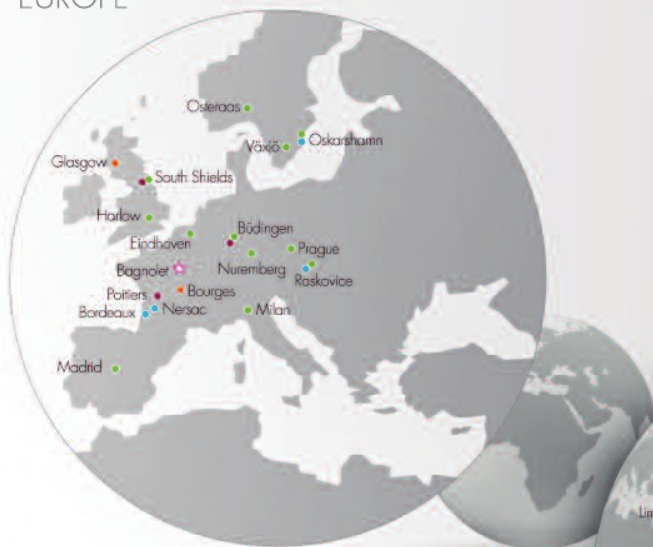 EUROPE
Osteraas
Växjö
Oskarshamn
Glasgow
South Shields
Harlow
Eindhoven
Büdingen
Prague
Bagnolet
Nuremberg
Raskovice
Poitiers
Bourges
Bordeaux
Nersac
Milan
Madrid